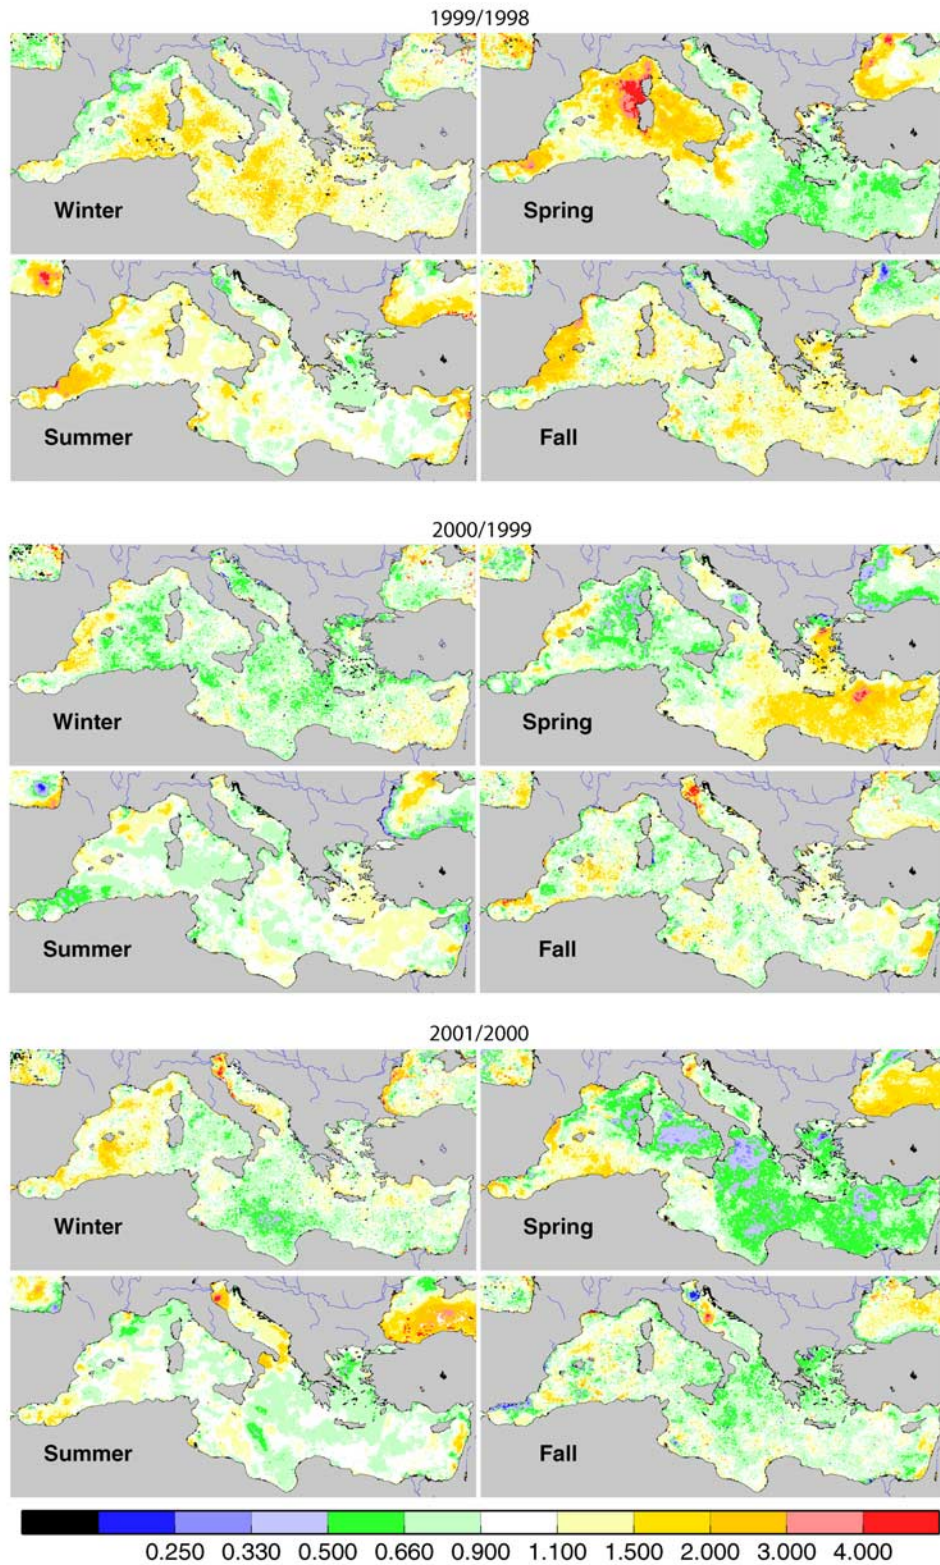 1999/1998
Winter
Spring
Summer
Fall
2000/1999
Winter
Spring
Summer
Fall
2001/2000
Winter
Spring
Summer
Fall
0.250 0.330 0.500 0.660 0.900 1.100 1.500 2.000 3.000 4.000